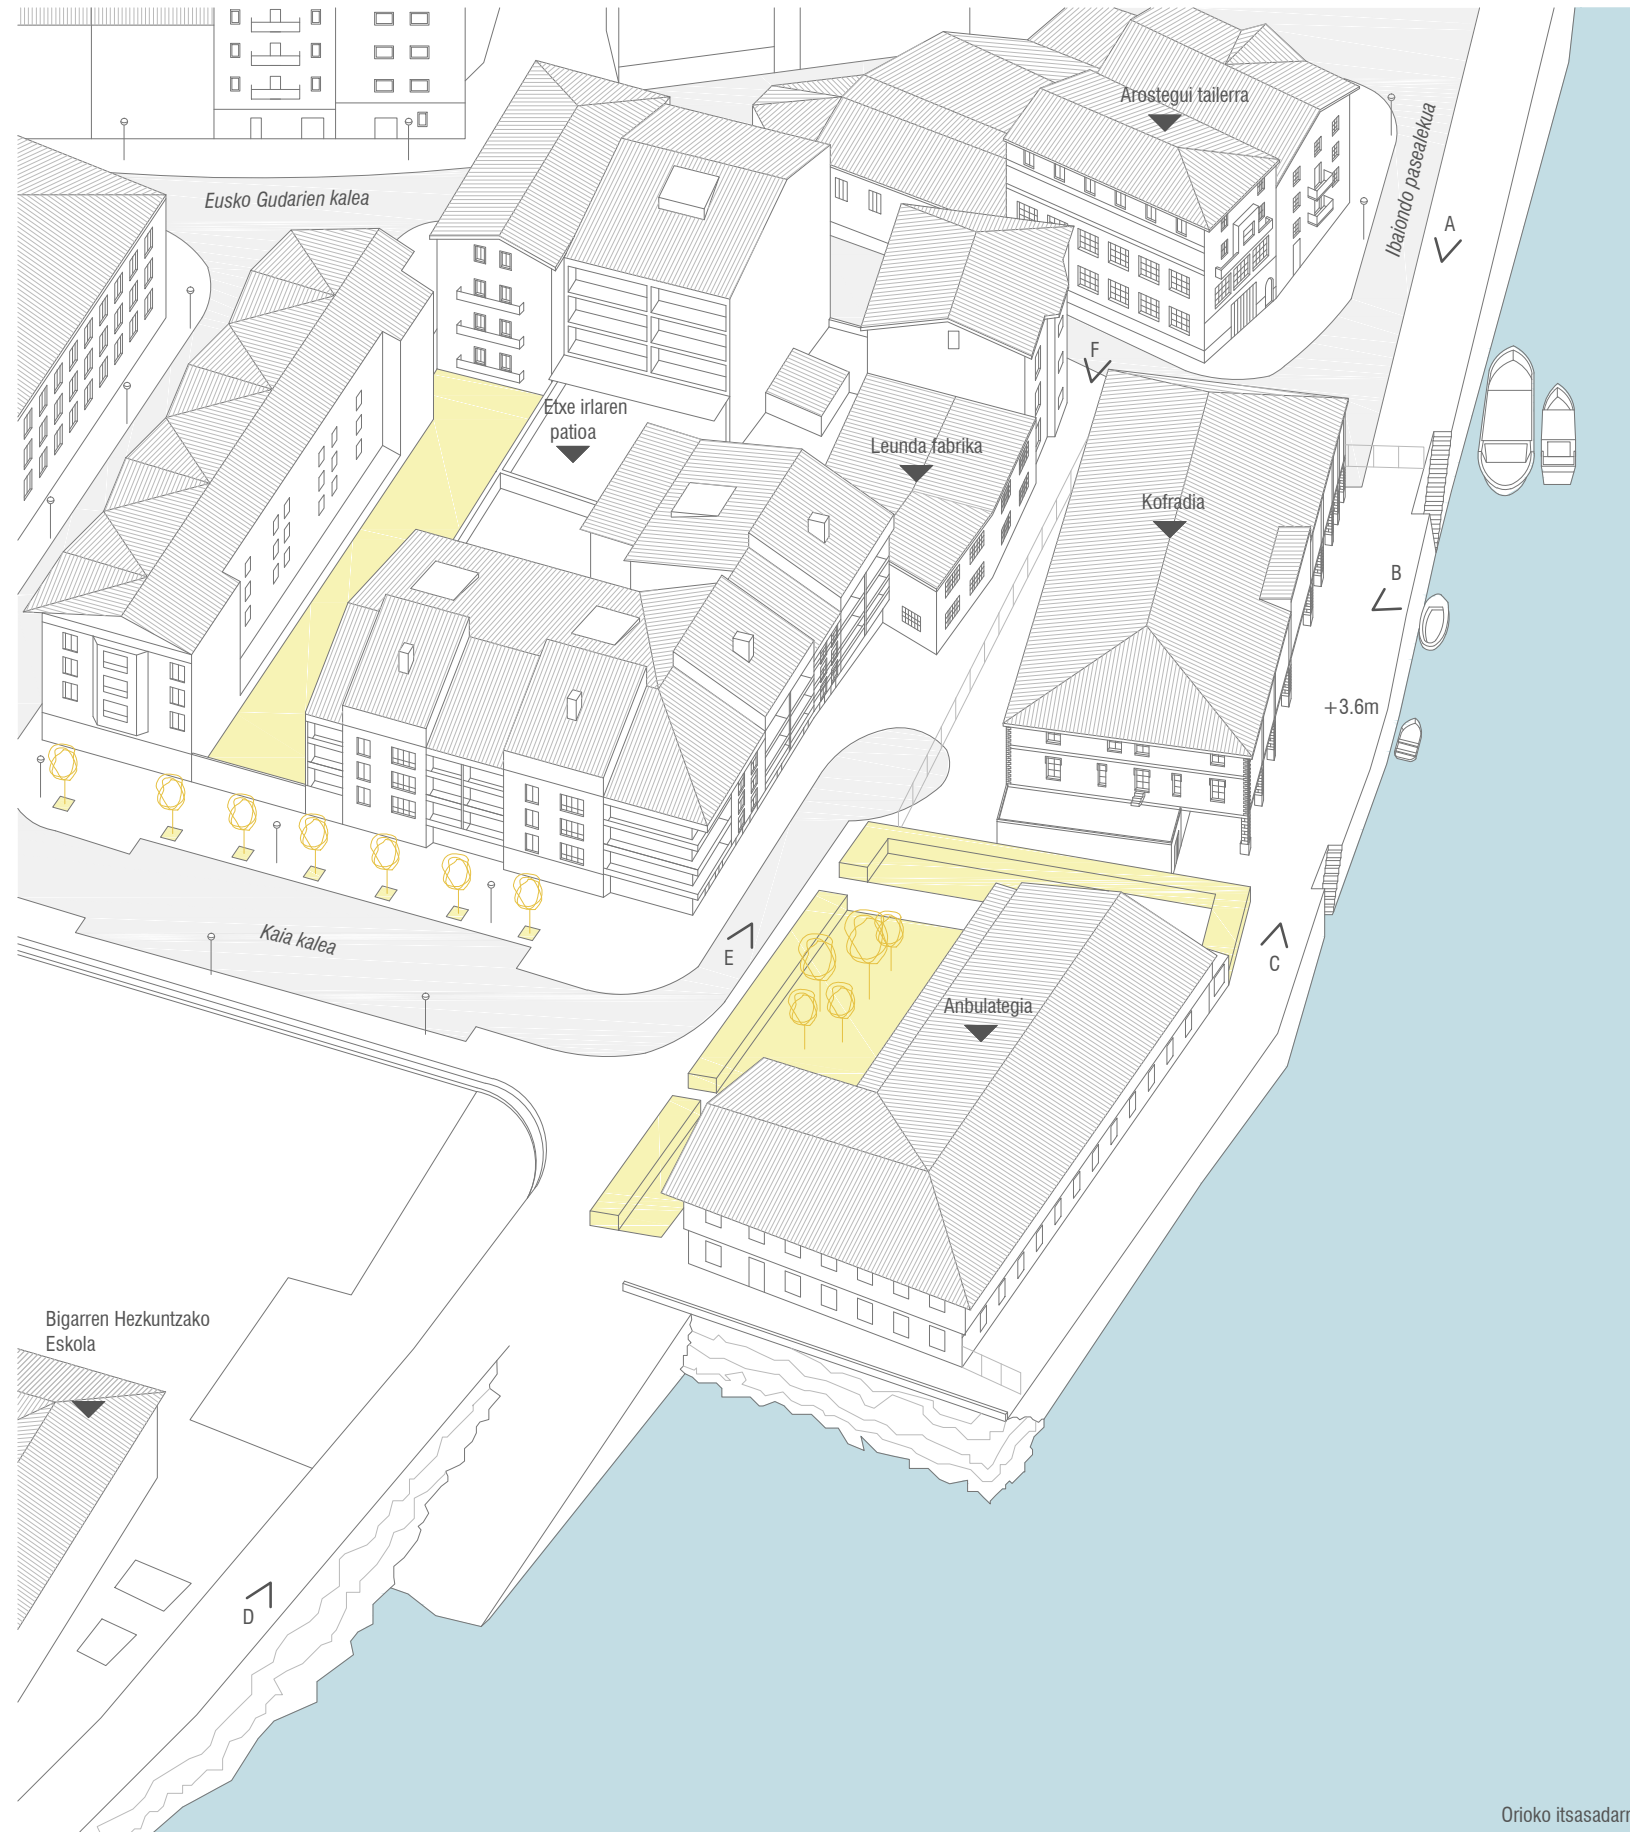 Arostegui tailerra
Ibaiondo pasealekua
Eusko Gudarien kalea
A
F
Etxe irlaren
patioa
Leunda fabrika
Kofradia
B
+3.6m
Kaia kalea
E
C
Anbulategia
Bigarren Hezkuntzako
Eskola
D
Orioko itsasadarr